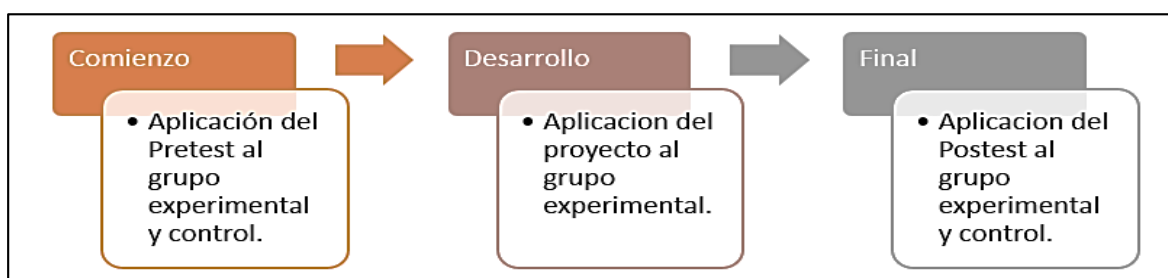 Comienzo
• Aplicación del
Pretest al
grupo
experimental
y control.
Desarrollo
• Aplicacion del
proyecto al
grupo
experimental.
Final
• Aplicacion del
Postest al
grupo
experimental
y control.